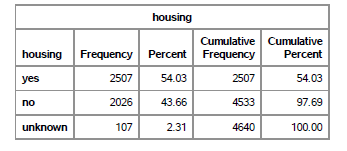 housing
housing Frequency Percent Cumulative Frequency Cumulative Percent
yes 2507 54.03 2507 54.03
no 2026 43.66 4533 97.69
unknown 107 2.31 4640 100.00